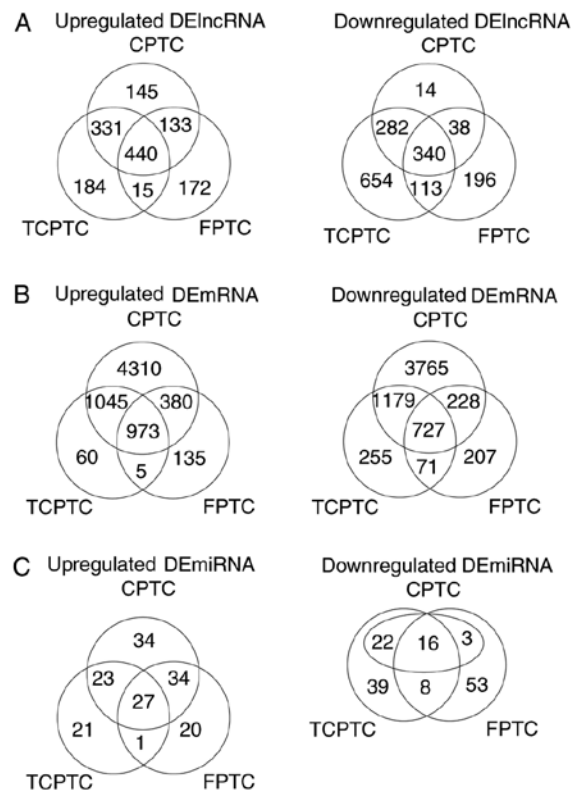 A
Upregulated DElncRNA
CPTC
145
331
133
440
184
15
172
TCPTC
FPTC
Downregulated DElncRNA
CPTC
14
282
38
340
654
113
196
TCPTC
FPTC
B
Upregulated DEmRNA
CPTC
4310
1045
380
973
60
5
135
TCPTC
FPTC
Downregulated DEmRNA
CPTC
3765
1179
228
727
255
71
207
TCPTC
FPTC
C
Upregulated DEmiRNA
CPTC
34
23
34
27
21
1
20
TCPTC
FPTC
Downregulated DEmiRNA
CPTC
22
16
3
39
8
53
TCPTC
FPTC